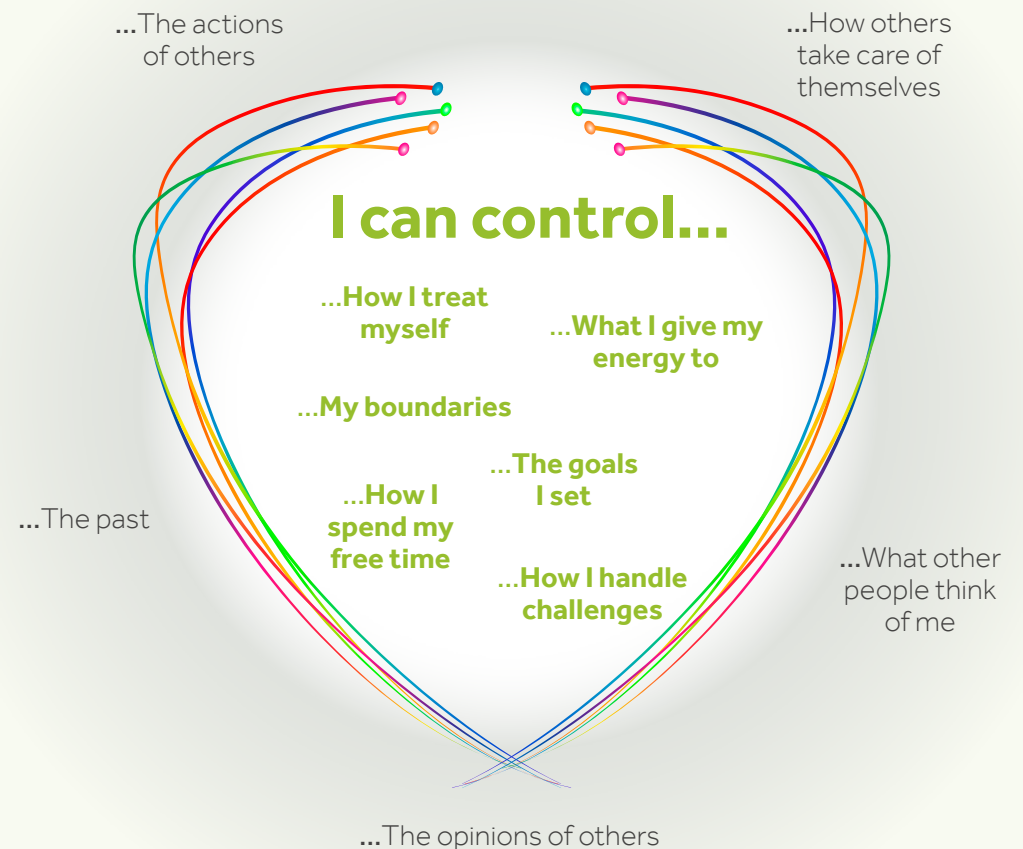 ...The actions
of others
...How others
take care of
themselves
I can control...
...How I treat
myself
...What I give my
energy to
...My boundaries
...The goals
I set
...How I
spend my
free time
...The past
...What other
people think
of me
...How I handle
challenges
...The opinions of others